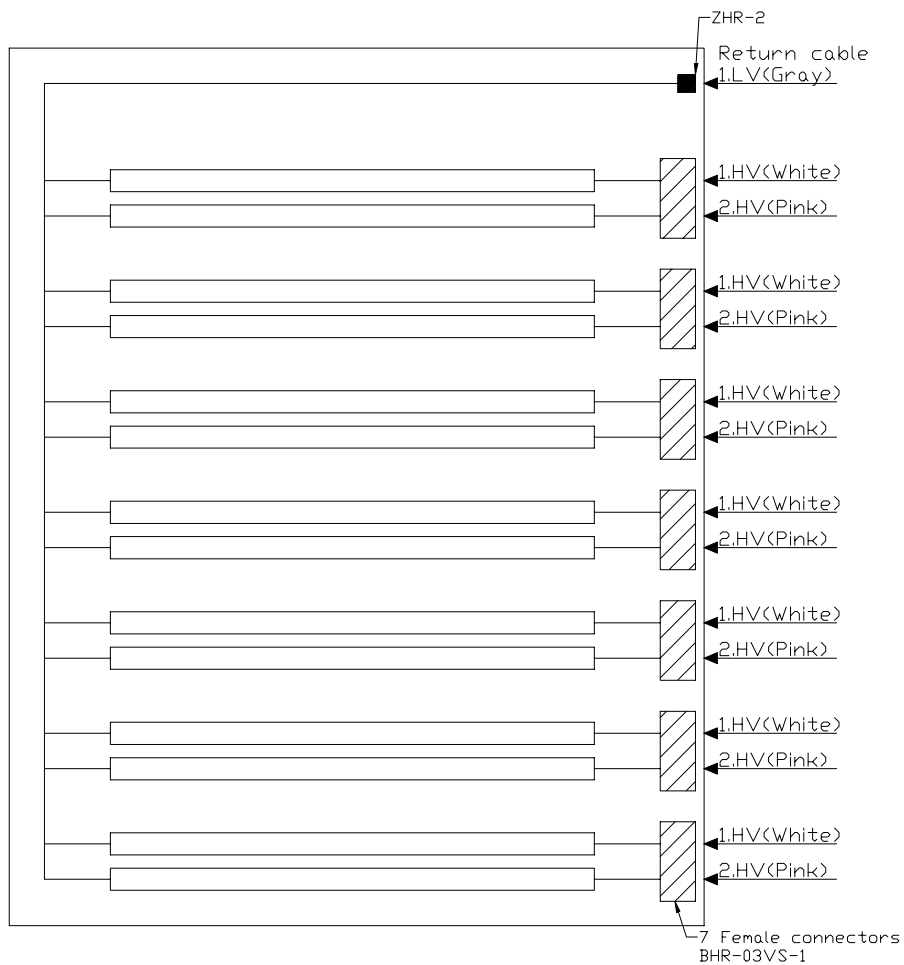 ZHR-2
Return cable
1.LV(Gray)
1.HV(White)
2.HV(Pink)
1.HV(White)
2.HV(Pink)
1.HV(White)
2.HV(Pink)
1.HV(White)
2.HV(Pink)
1.HV(White)
2.HV(Pink)
1.HV(White)
2.HV(Pink)
1.HV(White)
2.HV(Pink)
7 Female connectors
BHR-03VS-1